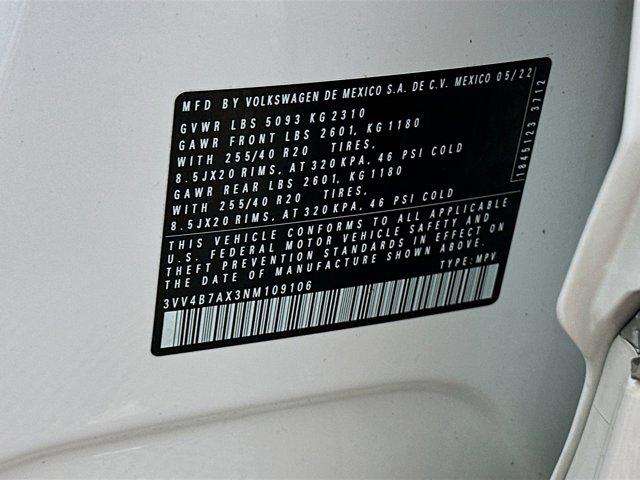 MFD BY VOLKSWAGEN DE MEXICO S.A. DE C.V. MEXICO 05/22
GVWR LBS 5093 KG 2310
GAWR FRONT LBS 2601, KG 1180
WITH 255/40 R20 TIRES.
8.5JX20 RIMS, AT 320 KPA, 46 PSI COLD
GAWR REAR LBS 2601, KG 1180
WITH 255/40 R20 TIRES.
8.5JX20 RIMS, AT 320 KPA, 46 PSI COLD
THIS VEHICLE CONFORMS TO ALL APPLICABLE
U.S. FEDERAL MOTOR VEHICLE SAFETY AND
THEFT PREVENTION STANDARDS IN EFFECT ON
THE DATE OF MANUFACTURE SHOWN ABOVE.
TYPE: MPV
3VV4B7AX3NM109106
1845123 3712